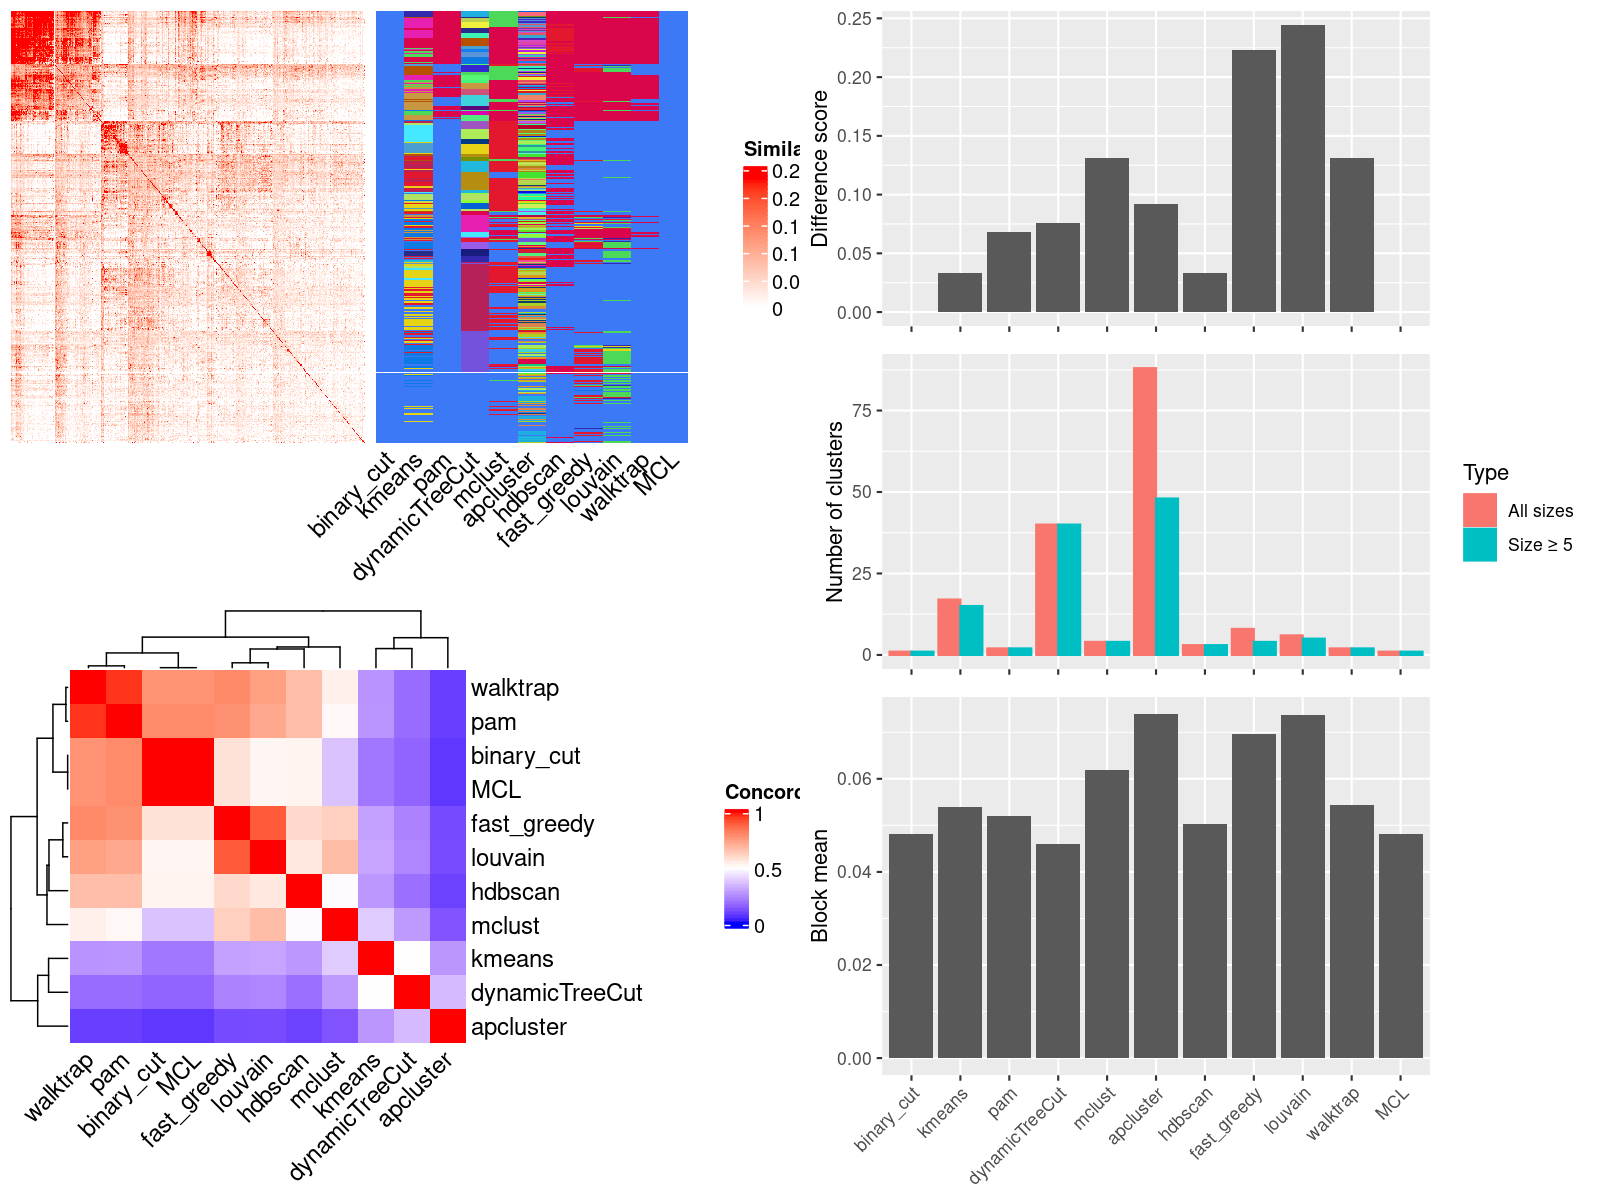 Simila
0.2
0.2
0.1
0.1
0.0
0
binary_cut
kmeans
pam
dynamicTreeCut
mclust
apcluster
hdbscan
fast_greedy
louvain
walktrap
MCL
walktrap
pam
binary_cut
MCL
fast_greedy
louvain
hdbscan
mclust
kmeans
dynamicTreeCut
apcluster
walktrap
pam
binary_cut
MCL
fast_greedy
louvain
hdbscan
mclust
kmeans
dynamicTreeCut
apcluster
Concord
1
0.5
0
Difference score
0.25
0.20
0.15
0.10
0.05
0.00
Number of clusters
75
50
25
0
Type
All sizes
Size ≥ 5
Block mean
0.06
0.04
0.02
0.00
binary_cut
kmeans
pam
dynamicTreeCut
mclust
apcluster
hdbscan
fast_greedy
louvain
walktrap
MCL